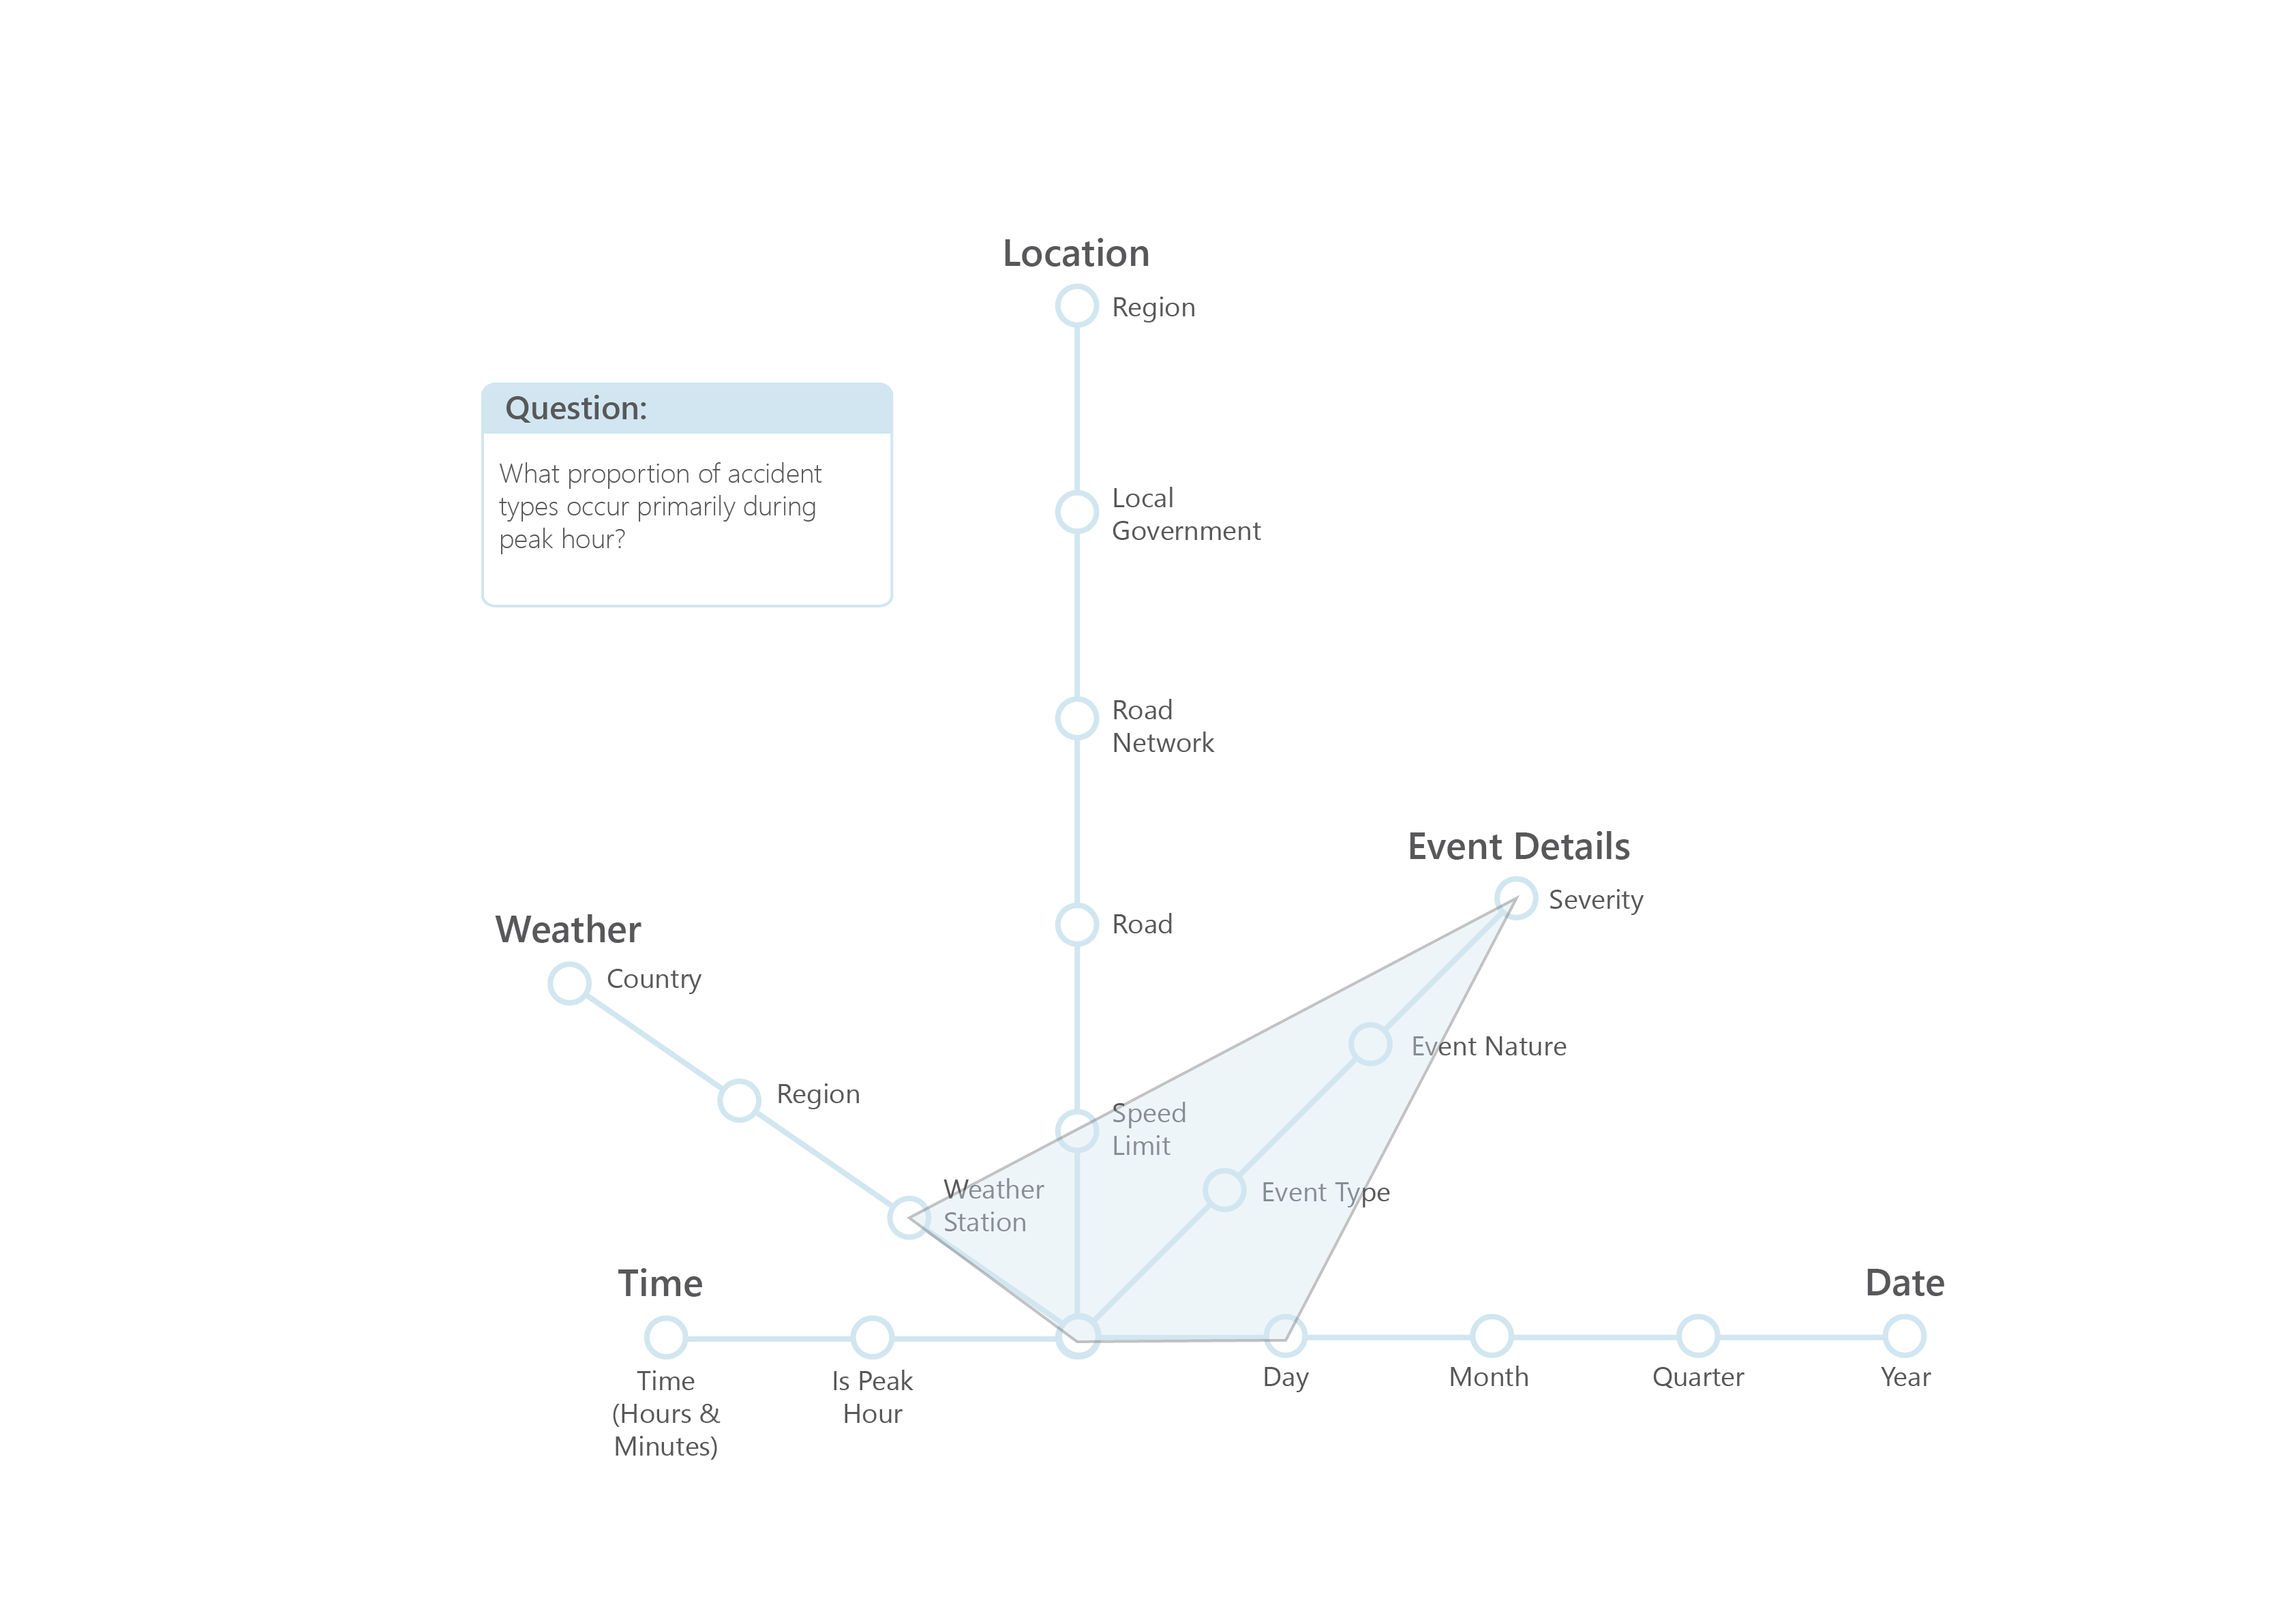 Location
Region
Question:
What proportion of accident
types occur primarily during
peak hour?
Local
Government
Road
Network
Event Details
Severity
Road
Weather
Country
Event Nature
Region
Speed
Limit
Weather
Station
Event Type
Time
Date
Time
(Hours &
Minutes)
Is Peak
Hour
Day
Month
Quarter
Year